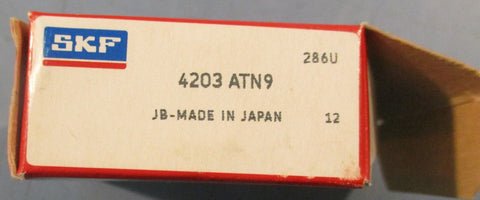 SKF
286U
4203 ATN9
JB-MADE IN JAPAN 12